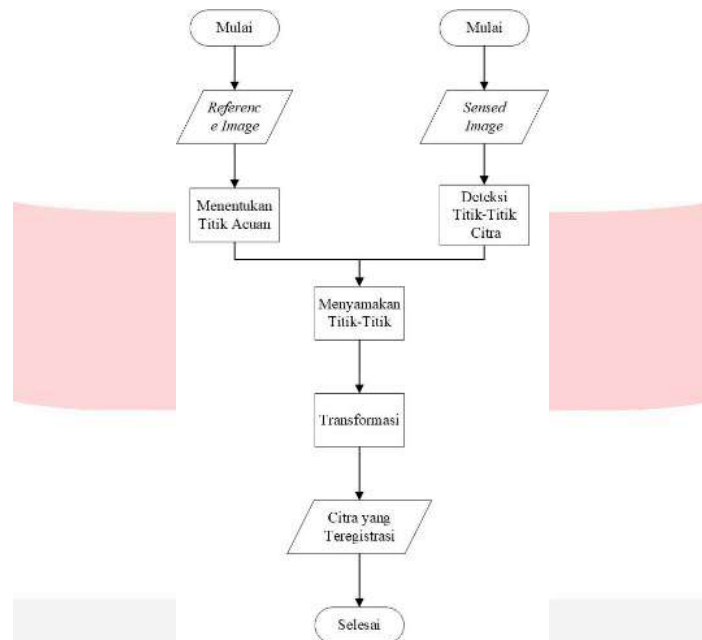 Mulai
Mulai
Referenc
e Image
Sensed
Image
Menentukan
Titik Acuan
Deteksi
Titik-Titik
Citra
Menyamakan
Titik-Titik
Transformasi
Citra yang
Teregistrasi
Selesai